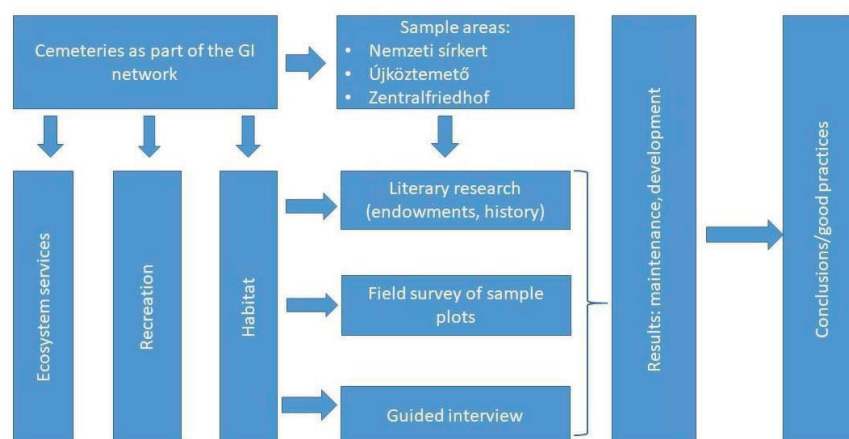 Cemeteries as part of the GI
network
Sample areas:
• Nemzeti sírkert
• Újköztemető
• Zentralfriedhof
Ecosystem services
Recreation
Habitat
Literary research
(endowments, history)
Field survey of sample
plots
Guided interview
Results: maintenance, development
Conclusions/good practices